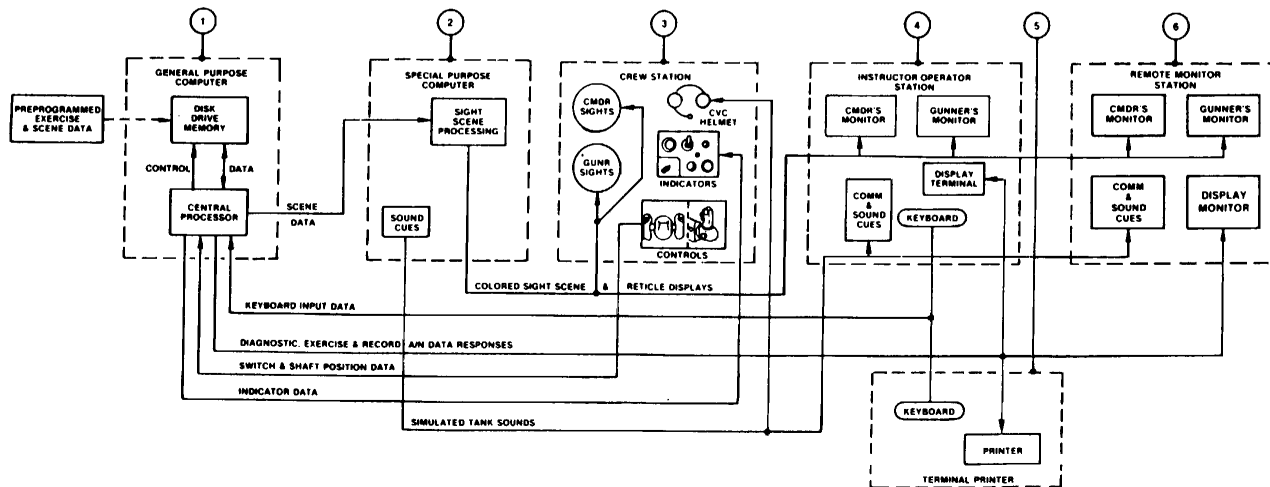 1
2
3
4
5
6
GENERAL PURPOSE
COMPUTER
SPECIAL PURPOSE
COMPUTER
CREW STATION
INSTRUCTOR OPERATOR
STATION
REMOTE MONITOR
STATION
PREPROGRAMMED
EXERCISE
& SCENE DATA
DISK
DRIVE
MEMORY
CONTROL
DATA
CENTRAL
PROCESSOR
SCENE
DATA
SIGHT
SCENE
PROCESSING
SOUND
CUES
CMDR
SIGHTS
GUNR
SIGHTS
CVC
HELMET
INDICATORS
CONTROLS
CMDR'S
MONITOR
GUNNER'S
MONITOR
DISPLAY
TERMINAL
COMM
& SOUND
CUES
KEYBOARD
CMDR'S
MONITOR
GUNNER'S
MONITOR
COMM
& SOUND
CUES
DISPLAY
MONITOR
COLORED SIGHT SCENE & RETICLE DISPLAYS
KEYBOARD INPUT DATA
DIAGNOSTIC, EXERCISE & RECORD A/N DATA RESPONSES
SWITCH & SHAFT POSITION DATA
INDICATOR DATA
SIMULATED TANK SOUNDS
KEYBOARD
PRINTER
TERMINAL PRINTER